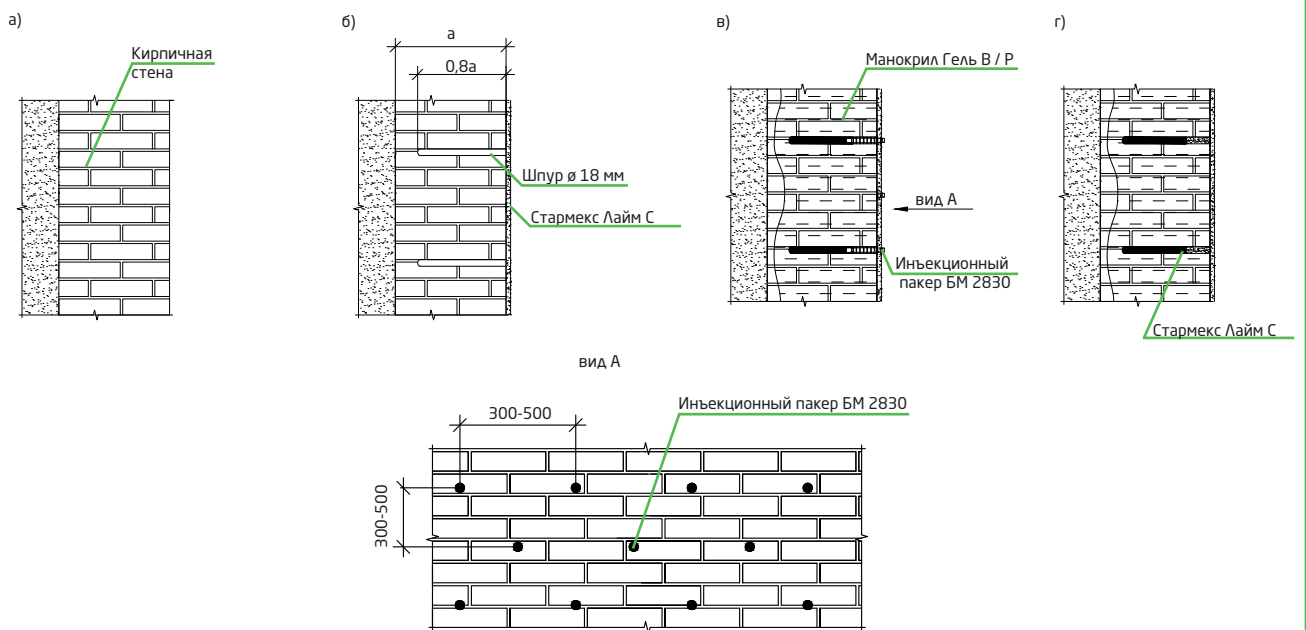 а)
Кирпичная
стена
б)
а
0,8а
Шпур ø 18 мм
Стармекс Лайм С
в)
Манокрил Гель В / Р
вид А
Инъекционный
пакер БМ 2830
г)
Стармекс Лайм С
вид А
Инъекционный пакер БМ 2830
300-500
300-500